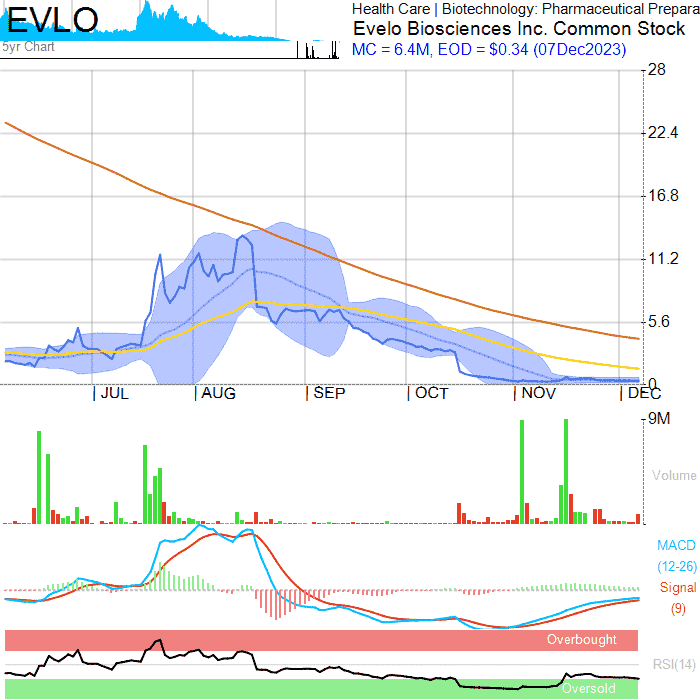 EVLO
5yr Chart
Health Care | Biotechnology: Pharmaceutical Prepara
Evelo Biosciences Inc. Common Stock
MC = 6.4M, EOD = $0.34 (07Dec2023)
28
22.4
16.8
11.2
5.6
0
| JUL | AUG | SEP | OCT | NOV | DEC
9M
Volume
MACD
(12-26)
Signal
(9)
Overbought
RSI(14)
Oversold